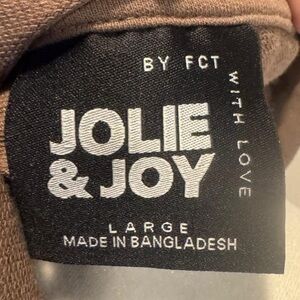 BY FCT
WITH LOVE
JOLIE
& JOY
LARGE
MADE IN BANGLADESH